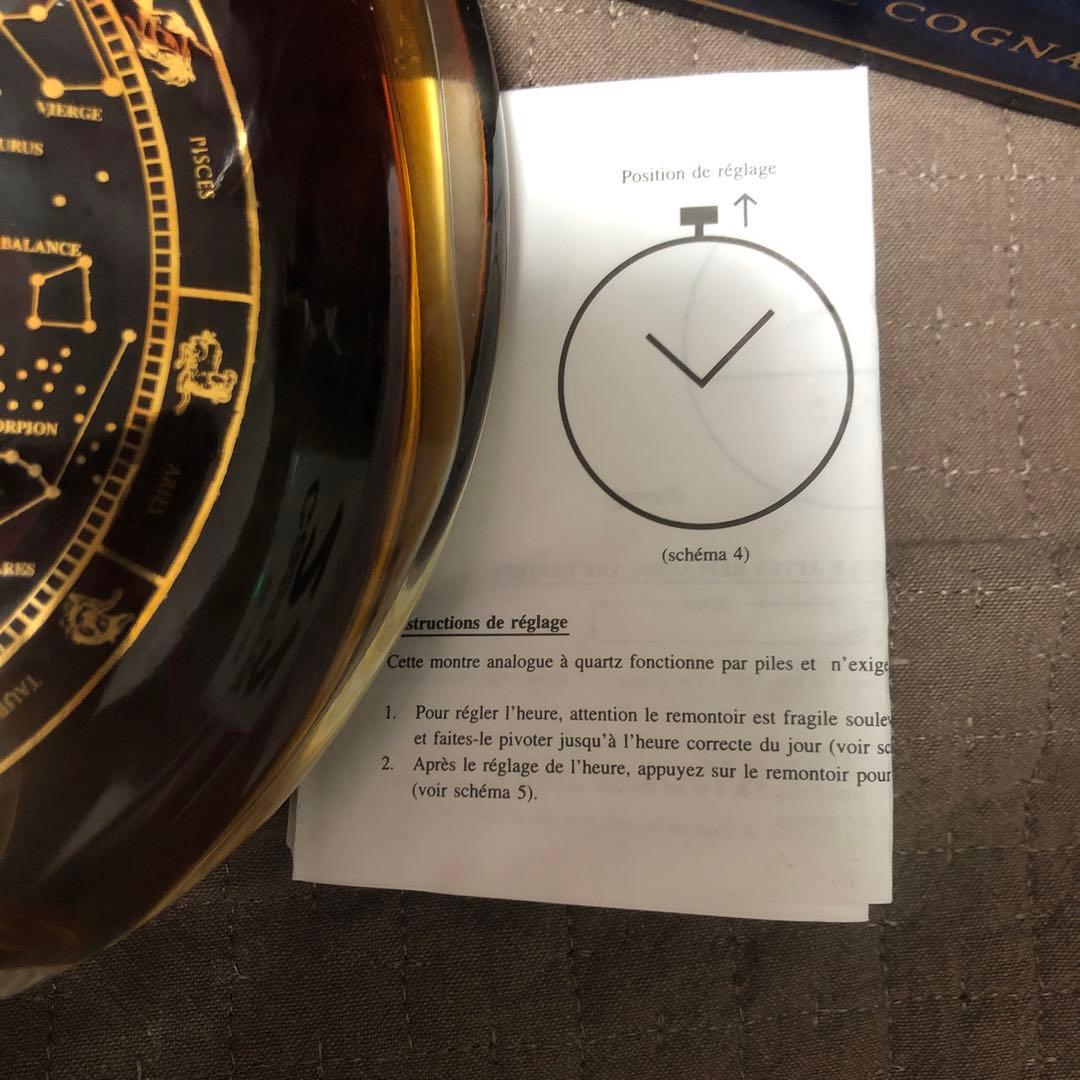 COGNA
VIERGE
URUS
PISCES
BALANCE
ORPION
ARIES
RES
TAUR
Position de réglage
(schéma 4)
structions de réglage
Cette montre analogue à quartz fonctionne par piles et n'exige
1. Pour régler l'heure, attention le remontoir est fragile soulev
et faites-le pivoter jusqu'à l'heure correcte du jour (voir sc
2. Après le réglage de l'heure, appuyez sur le remontoir pour
(voir schéma 5).